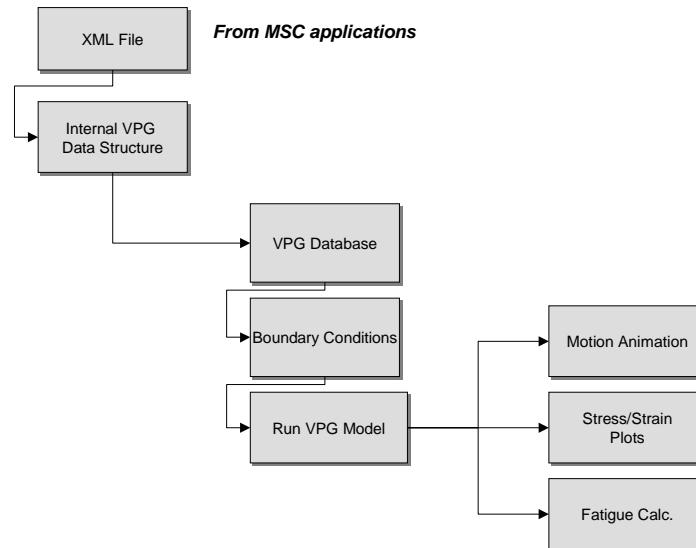 XML File
From MSC applications
Internal VPG
Data Structure
VPG Database
Boundary Conditions
Motion Animation
Run VPG Model
Stress/Strain
Plots
Fatigue Calc.